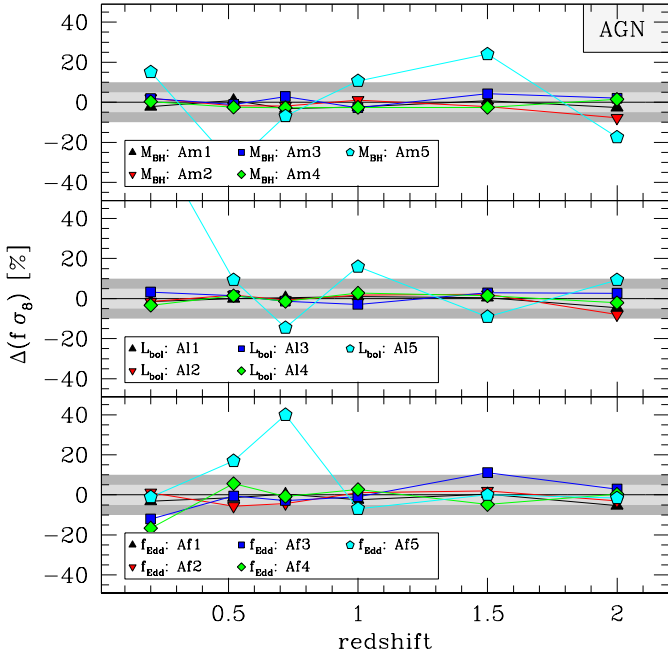 AGN
40
20
0
-20
-40
M_BH: Am1 M_BH: Am3 M_BH: Am5
M_BH: Am2 M_BH: Am4
Δ(f σ_8) [%]
40
20
0
-20
-40
L_bol: Al1 L_bol: Al3 L_bol: Al5
L_bol: Al2 L_bol: Al4
40
20
0
-20
-40
f_Edd: Af1 f_Edd: Af3 f_Edd: Af5
f_Edd: Af2 f_Edd: Af4
0.5 1 1.5 2
redshift